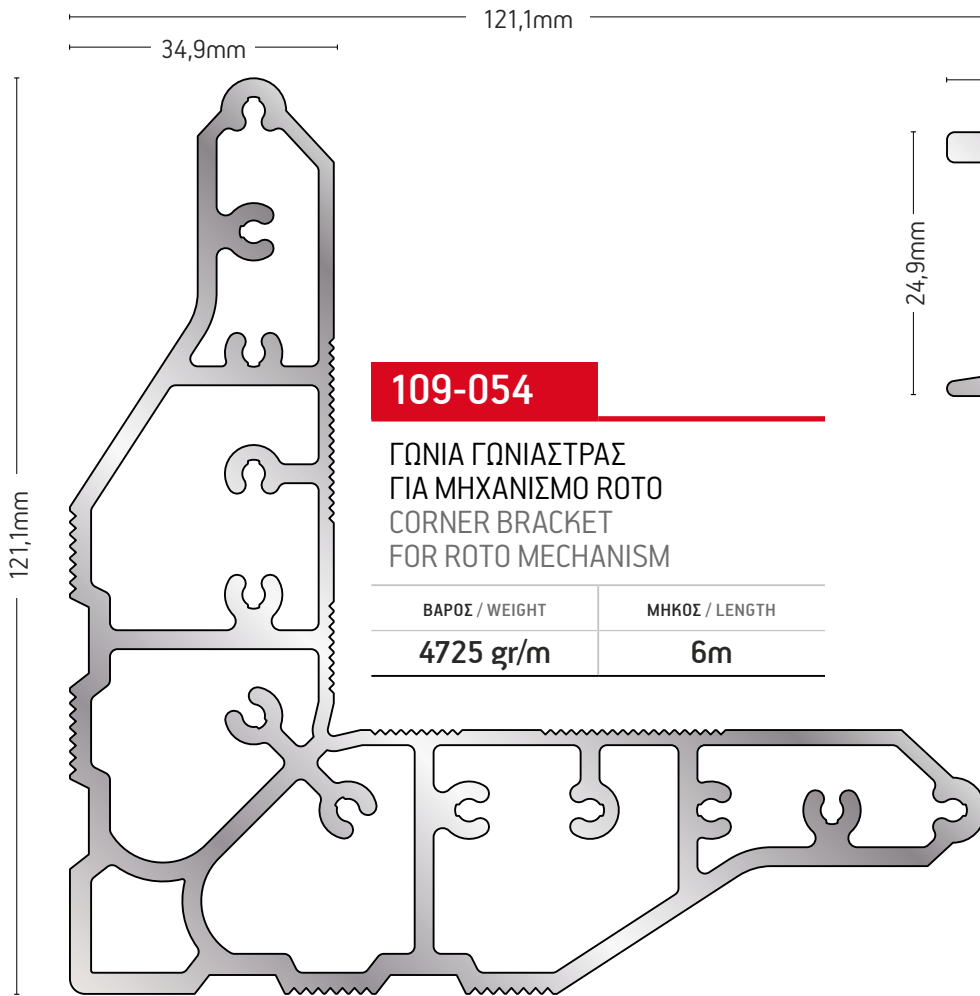 121,1mm
34,9mm
24,9mm
109-054
ΓΩΝΙΑ ΓΩΝΙΑΣΤΡΑΣ
ΓΙΑ ΜΗΧΑΝΙΣΜΟ ROTO
CORNER BRACKET
FOR ROTO MECHANISM
121,1mm
ΒΑΡΟΣ / WEIGHT
ΜΗΚΟΣ / LENGTH
4725 gr/m
6m